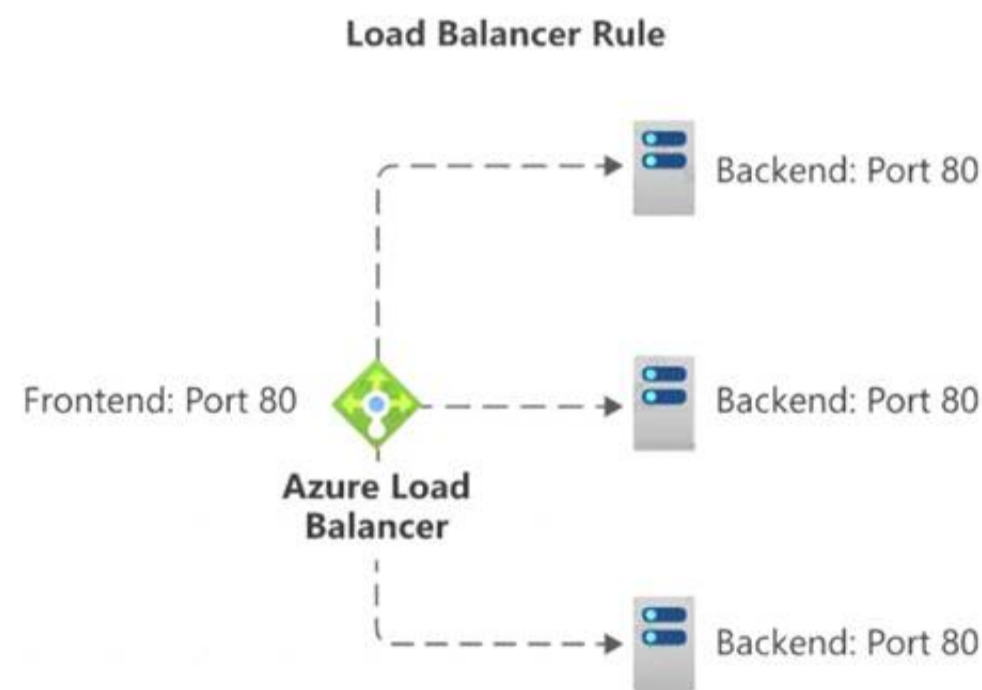 Load Balancer Rule
Backend: Port 80
Frontend: Port 80
Backend: Port 80
Azure Load
Balancer
Backend: Port 80